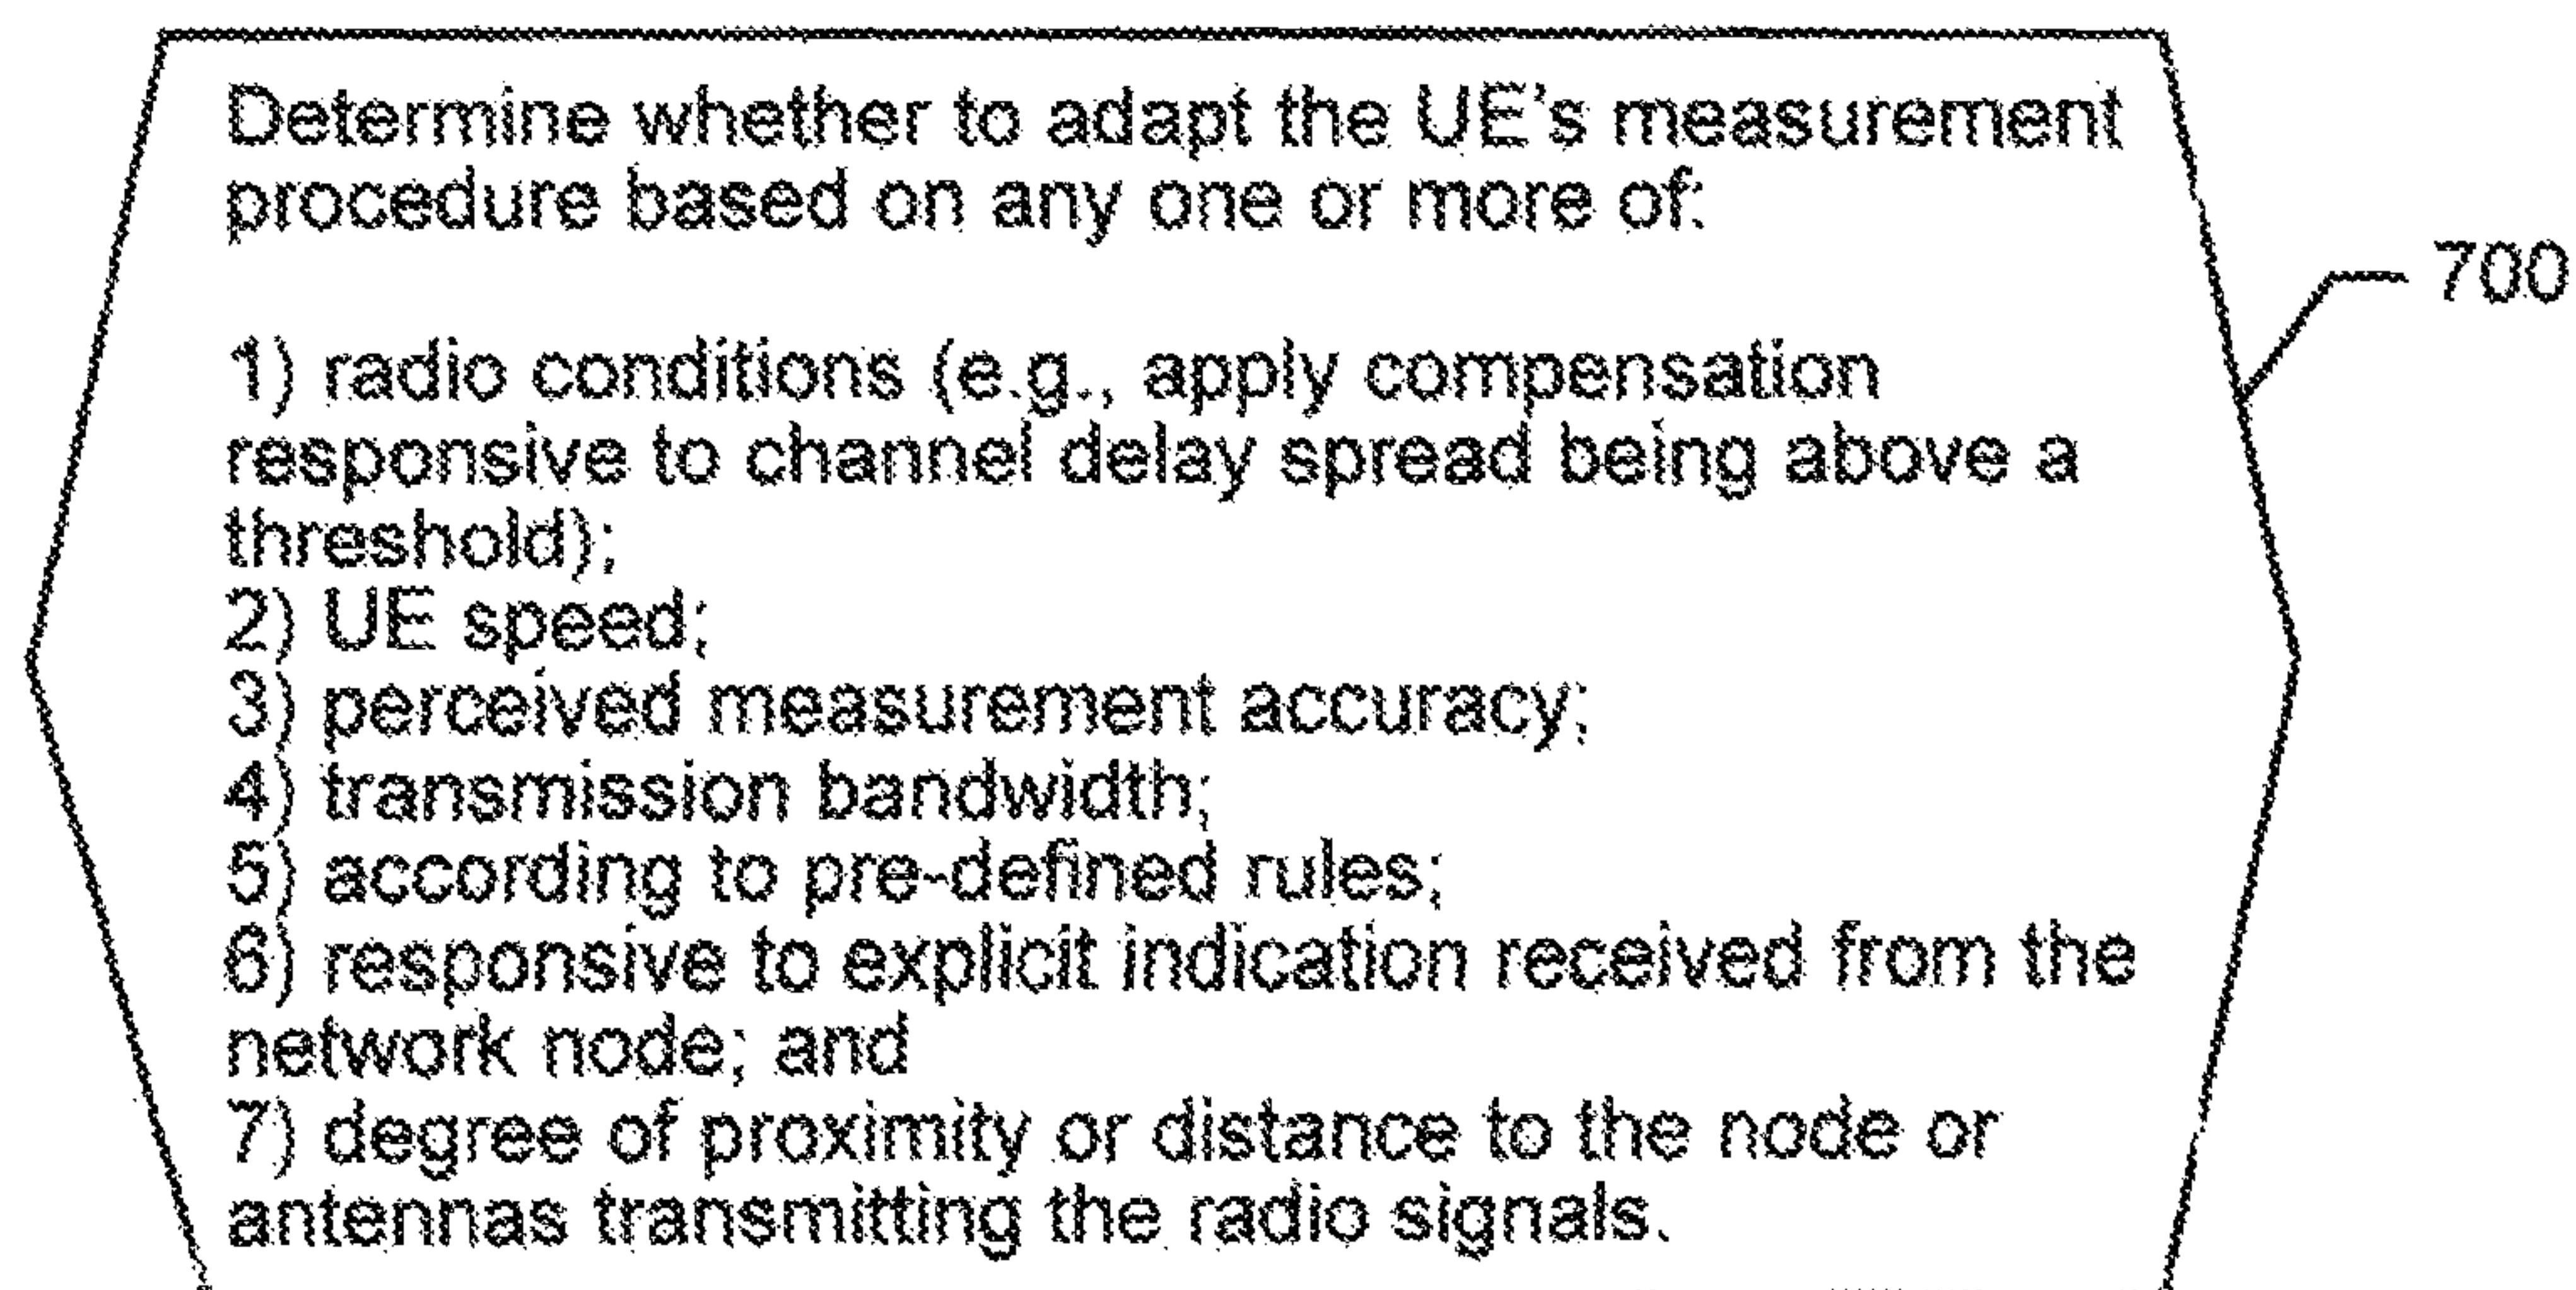 Determine whether to adapt the UE's measurement
procedure based on any one or more of:
700
1) radio conditions (e.g., apply compensation
responsive to channel delay spread being above a
threshold);
2) UE speed;
3) perceived measurement accuracy;
4) transmission bandwidth;
5) according to pre-defined rules;
6) responsive to explicit indication received from the
network node; and
7) degree of proximity or distance to the node or
antennas transmitting the radio signals.